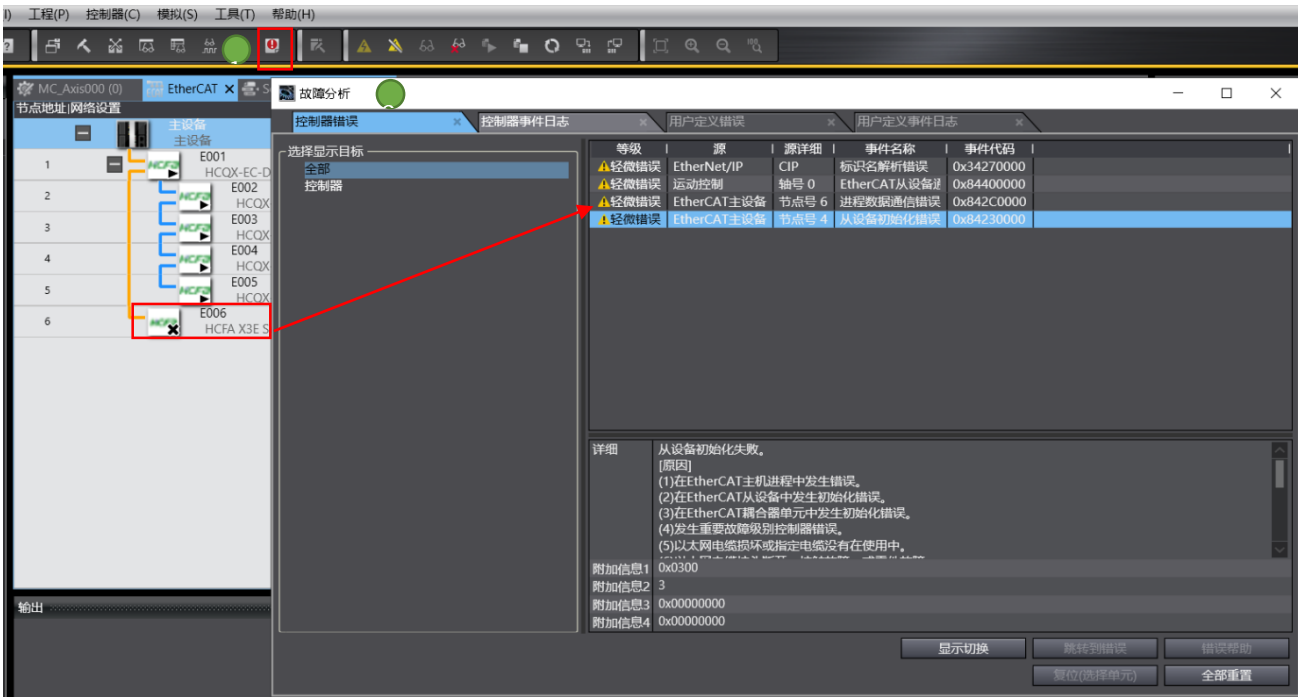 工程(P) 控制器(C) 模拟(S) 工具(T) 帮助(H)
MC_Axis000 (0) EtherCAT
节点地址|网络设置
主设备
主设备
1 E001
HCQX-EC-D
2 E002
HCQX
3 E003
HCQX
4 E004
HCQX
5 E005
HCQX
6 E006
HCFA X3E S
输出
故障分析
控制器错误 控制器事件日志 用户定义错误 用户定义事件日志
选择显示目标
全部
控制器
等级 源 源详细 事件名称 事件代码
轻微错误 EtherNet/IP CIP 标识名解析错误 0x34270000
轻微错误 运动控制 轴号 0 EtherCAT从设备 0x84400000
轻微错误 EtherCAT主设备 节点号 6 进程数据通信错误 0x842C0000
轻微错误 EtherCAT主设备 节点号 4 从设备初始化错误 0x84230000
详细 从设备初始化失败。
[原因]
(1)在EtherCAT主机进程中发生错误。
(2)在EtherCAT从设备中发生初始化错误。
(3)在EtherCAT耦合器单元中发生初始化错误。
(4)发生重要故障级别控制器错误。
(5)以太网电缆损坏或指定电缆没有在使用中。
附加信息1 0x0300
附加信息2 3
附加信息3 0x00000000
附加信息4 0x00000000
显示切换 跳转到错误 错误帮助
复位(选择单元) 全部重置